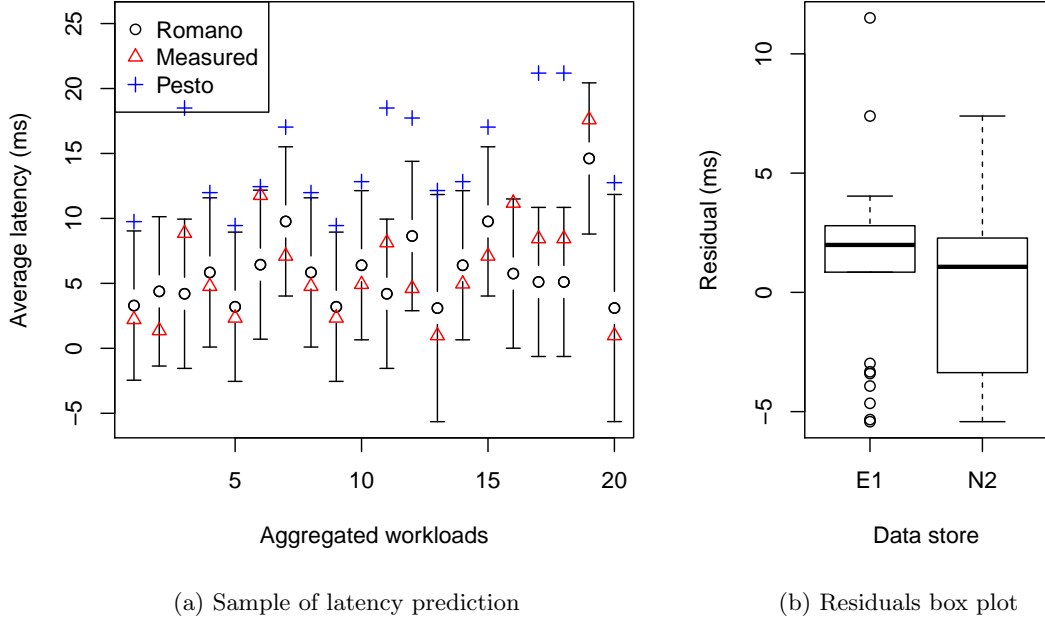 Romano
Measured
Pesto
Average latency (ms)
25
20
15
10
5
0
−5
5
10
15
20
Aggregated workloads
(a) Sample of latency prediction
Residual (ms)
10
5
0
−5
E1
N2
Data store
(b) Residuals box plot